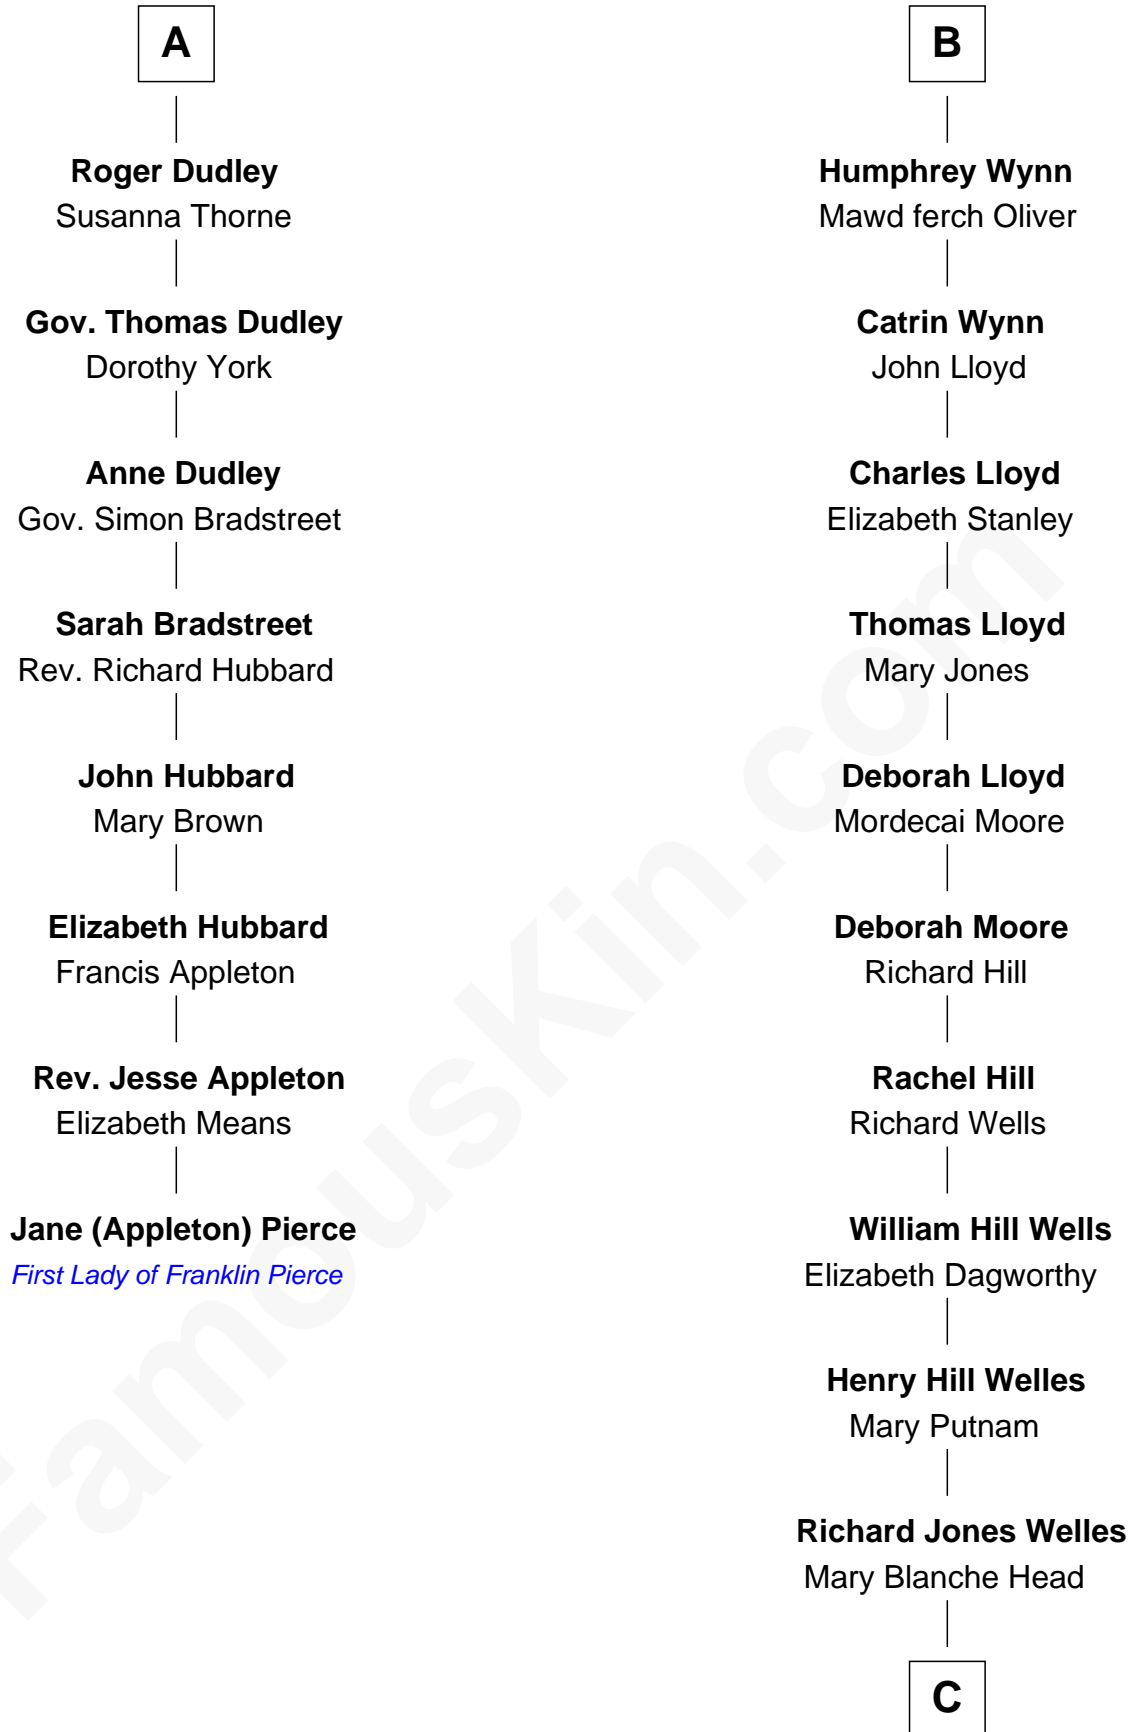 A
Roger Dudley
Susanna Thorne
Gov. Thomas Dudley
Dorothy York
Anne Dudley
Gov. Simon Bradstreet
Sarah Bradstreet
Rev. Richard Hubbard
John Hubbard
Mary Brown
Elizabeth Hubbard
Francis Appleton
Rev. Jesse Appleton
Elizabeth Means
Jane (Appleton) Pierce
First Lady of Franklin Pierce
B
Humphrey Wynn
Mawd ferch Oliver
Catrin Wynn
John Lloyd
Charles Lloyd
Elizabeth Stanley
Thomas Lloyd
Mary Jones
Deborah Lloyd
Mordecai Moore
Deborah Moore
Richard Hill
Rachel Hill
Richard Wells
William Hill Wells
Elizabeth Dagworthy
Henry Hill Welles
Mary Putnam
Richard Jones Welles
Mary Blanche Head
C
FamousKin.com